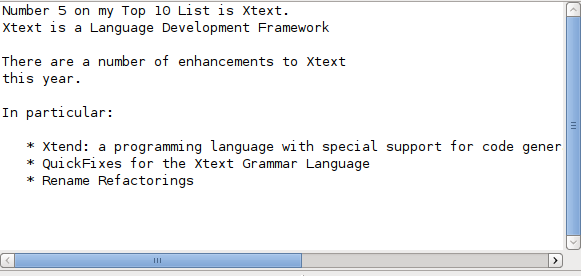 Number 5 on my Top 10 List is Xtext.
Xtext is a Language Development Framework
There are a number of enhancements to Xtext
this year.
In particular:
* Xtend: a programming language with special support for code gener
* QuickFixes for the Xtext Grammar Language
* Rename Refactorings